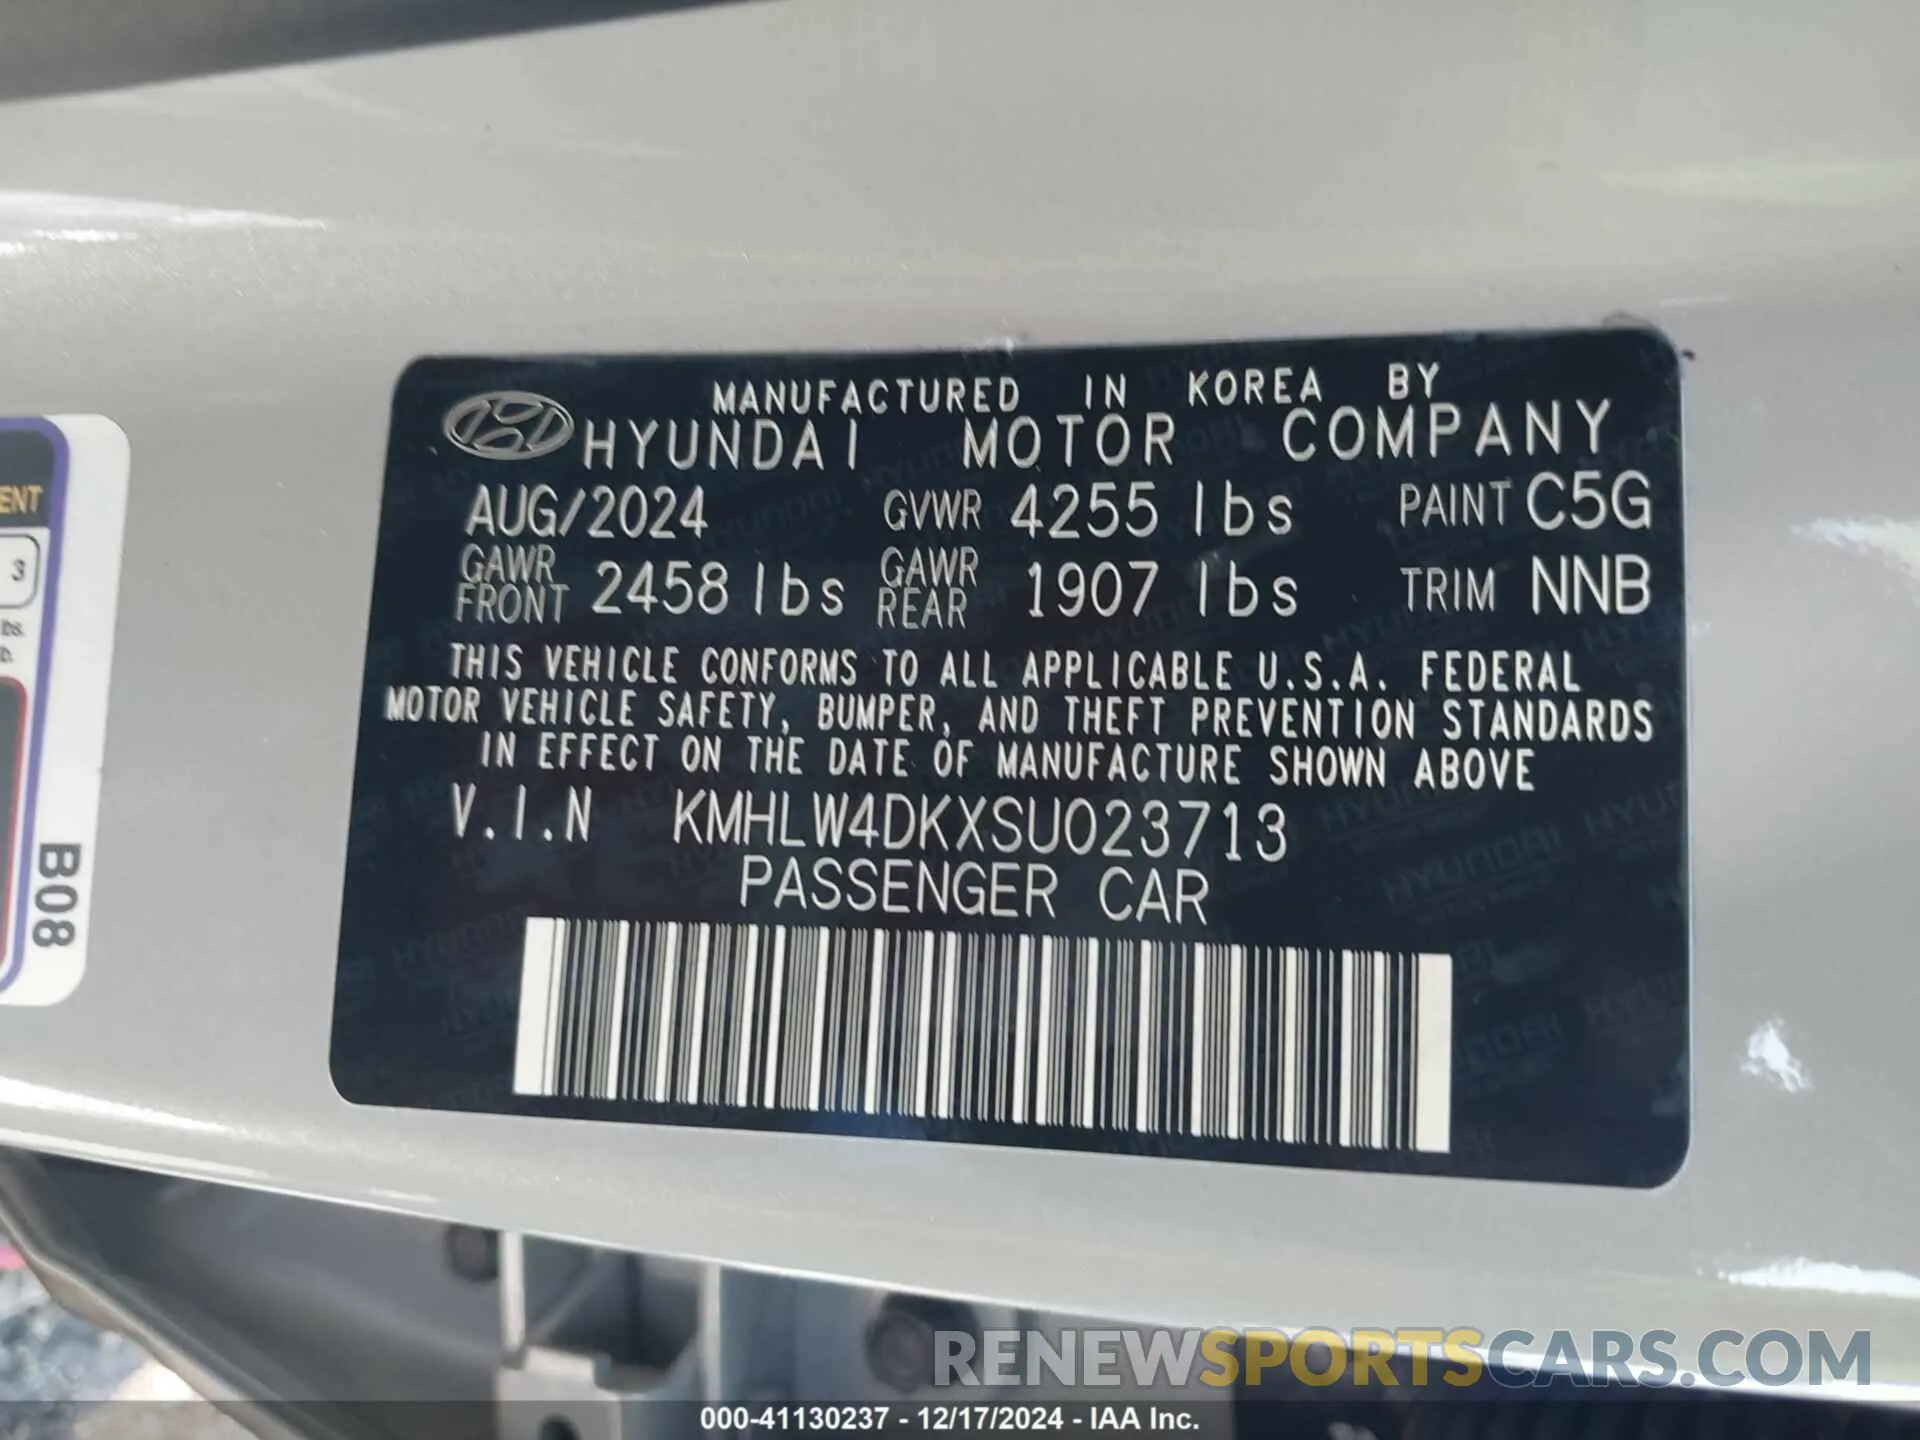 MANUFACTURED IN KOREA BY
HYUNDAI MOTOR COMPANY
AUG/2024 GVWR 4255 lbs PAINT C5G
GAWR FRONT 2458 lbs GAWR REAR 1907 lbs TRIM NNB
THIS VEHICLE CONFORMS TO ALL APPLICABLE U.S.A. FEDERAL
MOTOR VEHICLE SAFETY, BUMPER, AND THEFT PREVENTION STANDARDS
IN EFFECT ON THE DATE OF MANUFACTURE SHOWN ABOVE
V.I.N KMHLW4DKXSU023713
PASSENGER CAR
3
B08
RENEWSPORTSCARS.COM
000-41130237 - 12/17/2024 - IAA Inc.